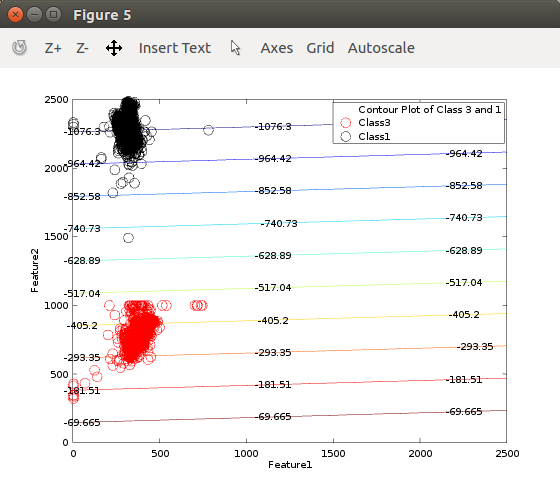 Figure 5
Z+ Z- Insert Text Axes Grid Autoscale
2500
Contour Plot of Class 3 and 1
Class3
Class1
-1076.3 -1076.3
-964.42 -964.42 -964.42
2000
-852.58 -852.58 -852.58
-740.73 -740.73 -740.73
1500
-628.89 -628.89 -628.89
Feature2
-517.04 -517.04 -517.04
1000
-405.2 -405.2 -405.2
-293.35 -293.35 -293.35
500
-181.51 -181.51 -181.51
-69.665 -69.665 -69.665
0
0 500 1000 1500 2000 2500
Feature1